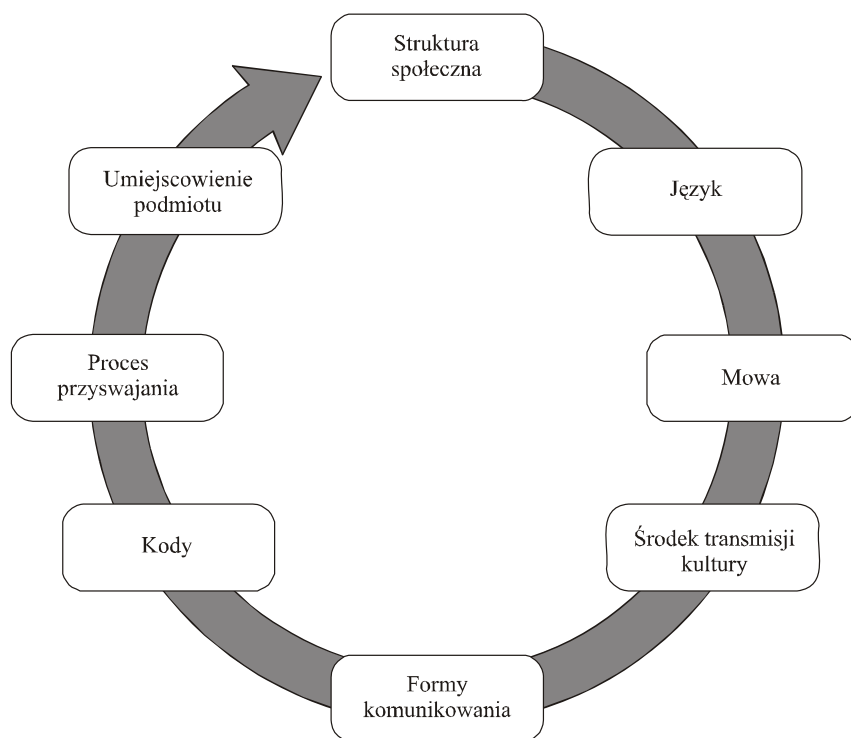 Struktura
społeczna
Język
Mowa
Środek transmisji
kultury
Formy
komunikowania
Kody
Proces
przyswajania
Umiejscowienie
podmiotu